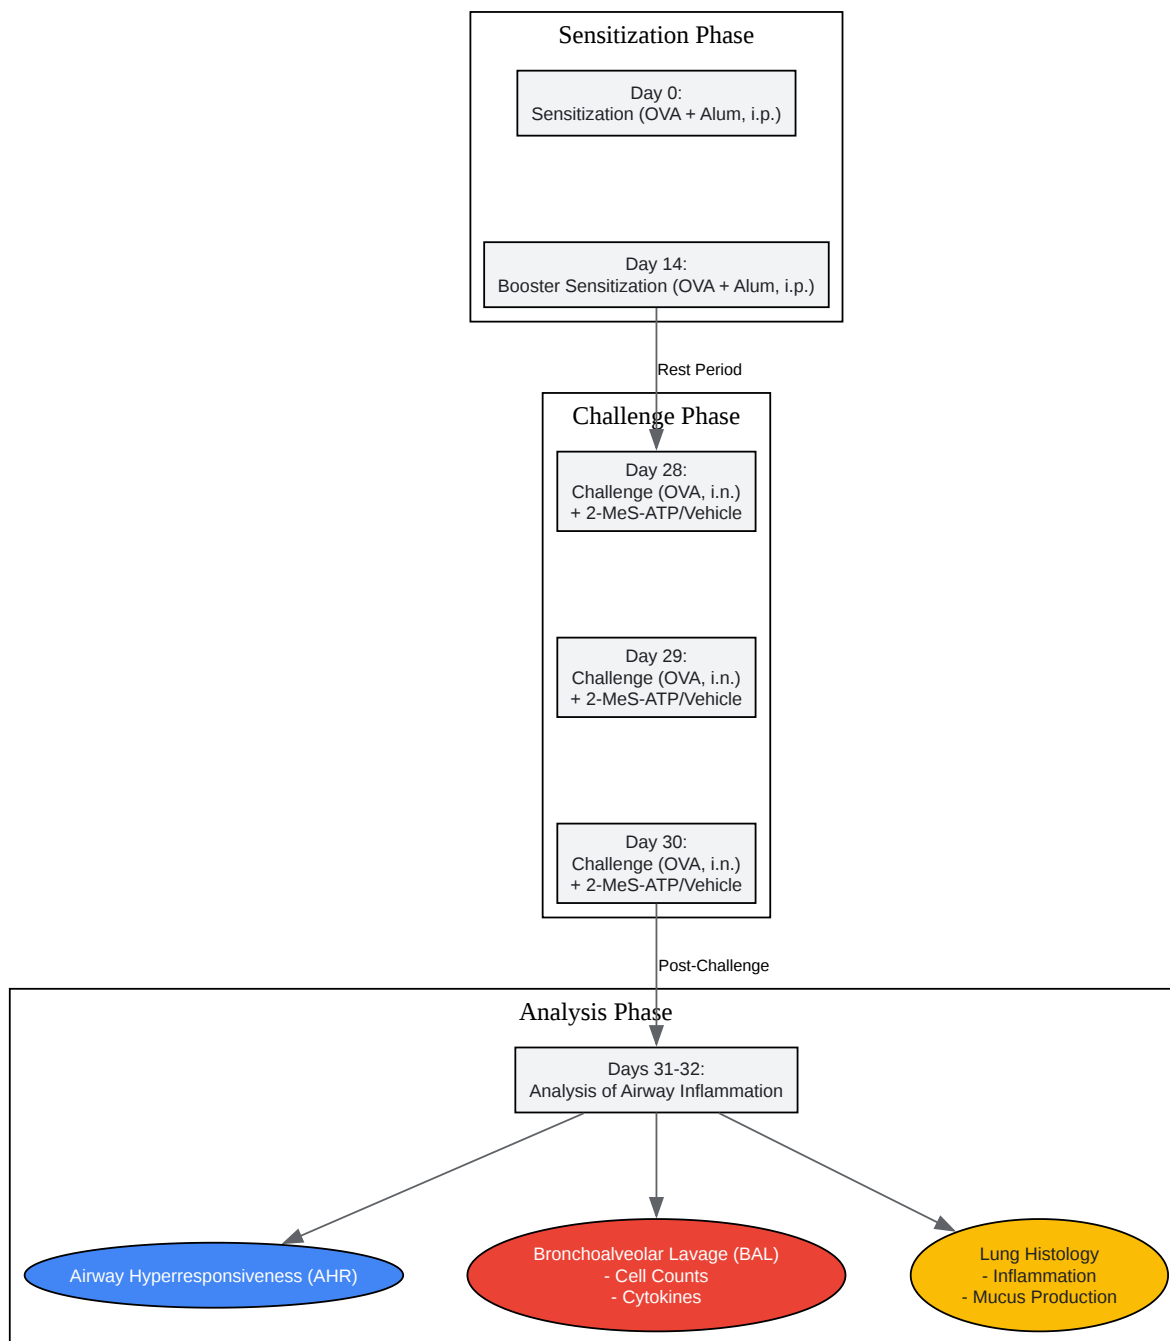 Sensitization Phase
Day 0:
Sensitization (OVA + Alum, i.p.)
Day 14:
Booster Sensitization (OVA + Alum, i.p.)
Rest Period
Challenge Phase
Day 28:
Challenge (OVA, i.n.)
+ 2-MeS-ATP/Vehicle
Day 29:
Challenge (OVA, i.n.)
+ 2-MeS-ATP/Vehicle
Day 30:
Challenge (OVA, i.n.)
+ 2-MeS-ATP/Vehicle
Post-Challenge
Analysis Phase
Days 31-32:
Analysis of Airway Inflammation
Airway Hyperresponsiveness (AHR)
Bronchoalveolar Lavage (BAL)
- Cell Counts
- Cytokines
Lung Histology
- Inflammation
- Mucus Production